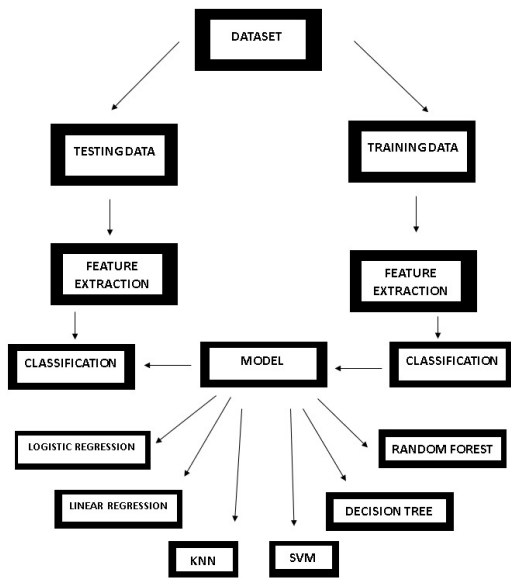 DATASET
TESTING DATA
TRAINING DATA
FEATURE
EXTRACTION
FEATURE
EXTRACTION
CLASSIFICATION
MODEL
CLASSIFICATION
LOGISTIC REGRESSION
RANDOM FOREST
LINEAR REGRESSION
DECISION TREE
KNN
SVM